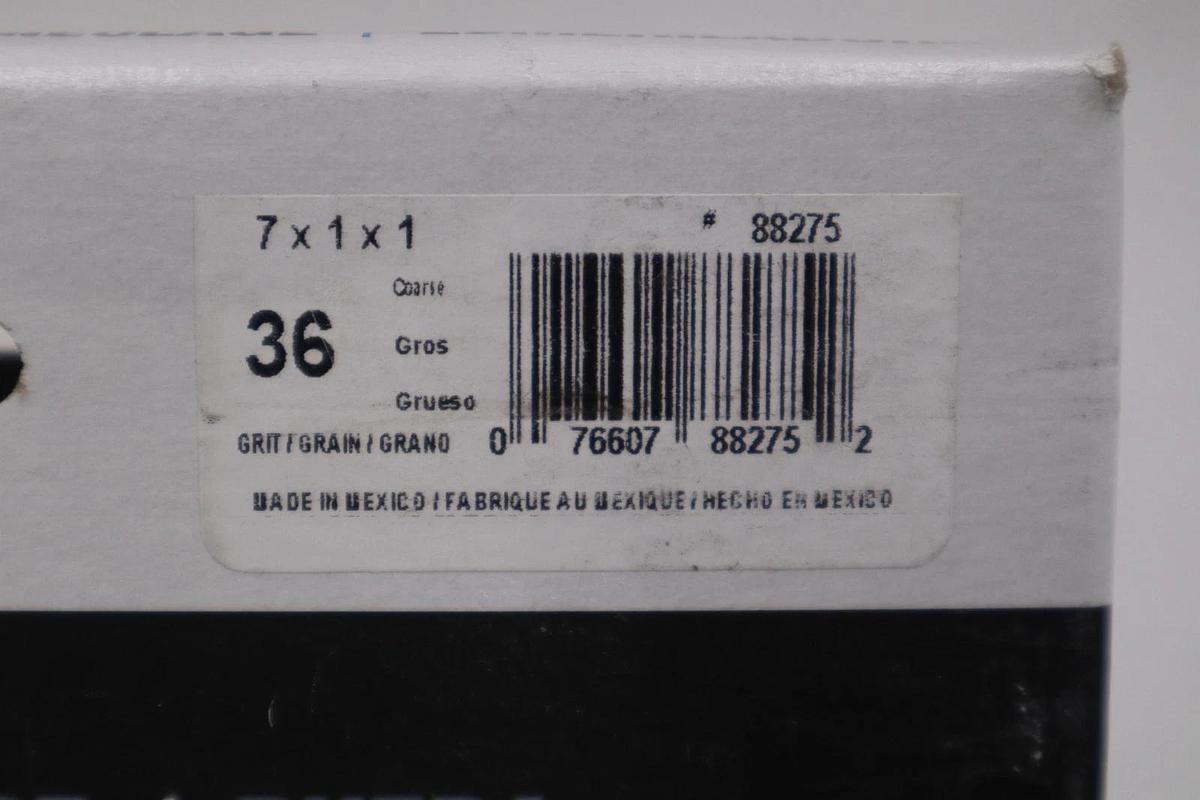 7 x 1 x 1
# 88275
Coarse
36
Gros
Grueso
GRIT / GRAIN / GRANO
0 76607 88275 2
MADE IN MEXICO / FABRIQUE AU MEXIQUE / HECHO EN MEXICO